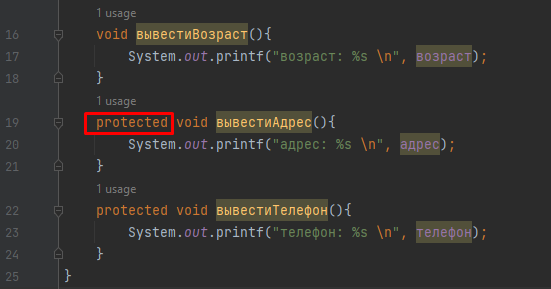 1 usage
16 void вывестиВозраст(){
17 System.out.printf("возраст: %s \n", возраст);
18 }
1 usage
19 protected void вывестиАдрес(){
20 System.out.printf("адрес: %s \n", адрес);
21 }
1 usage
22 protected void вывестиТелефон(){
23 System.out.printf("телефон: %s \n", телефон);
24 }
25 }